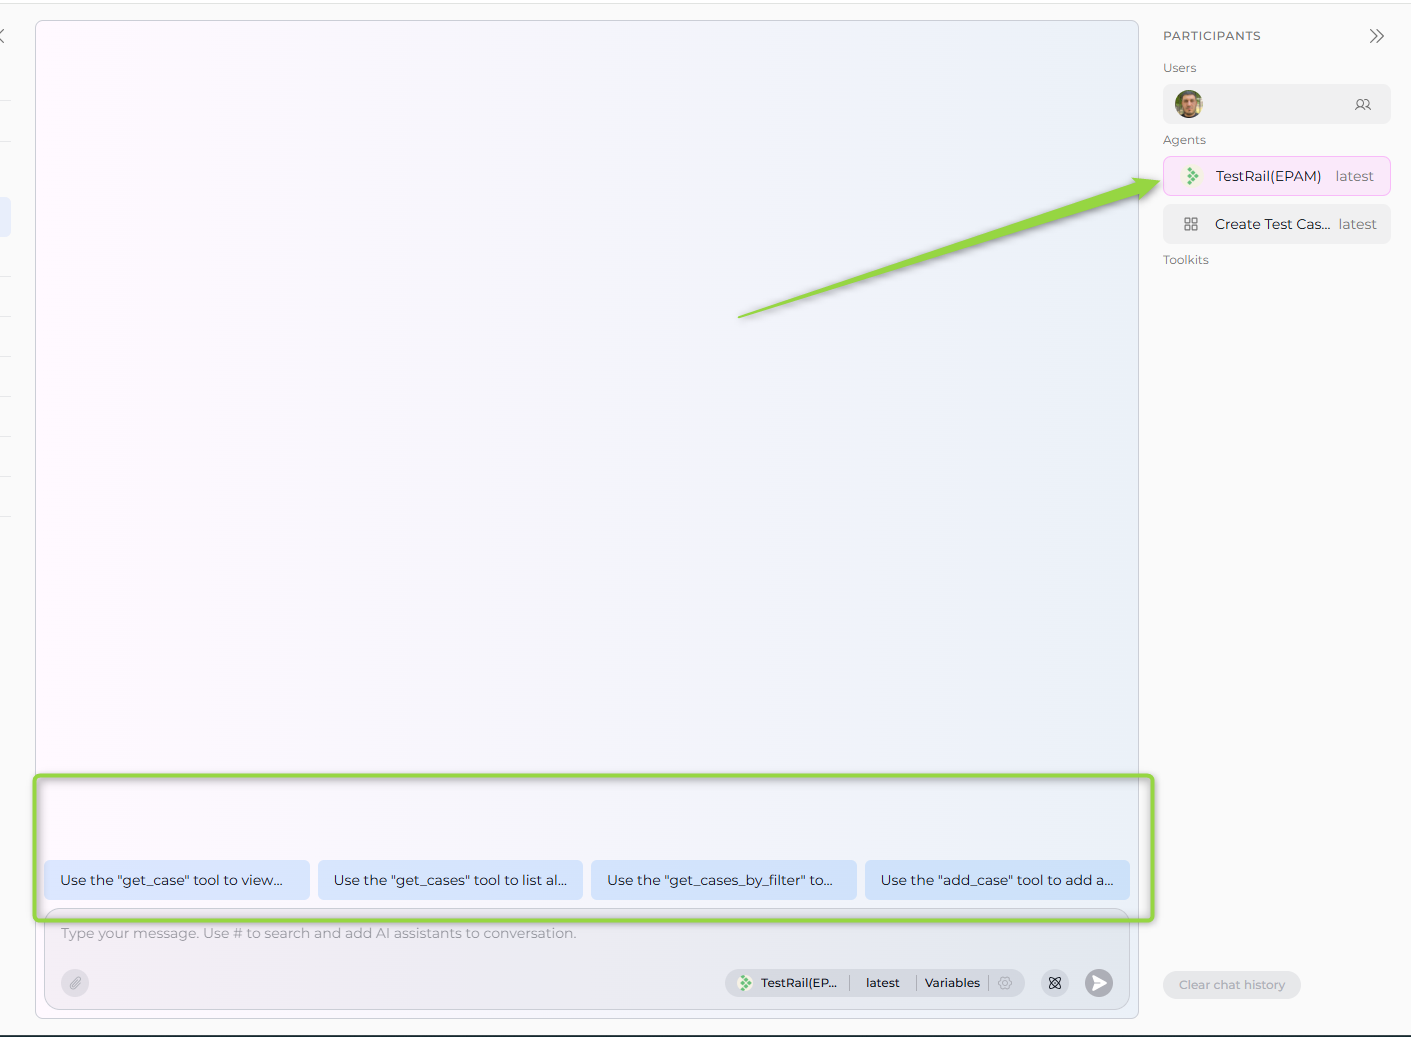 PARTICIPANTS
Users
Agents
TestRail(EPAM) latest
Create Test Cas... latest
Toolkits
Use the "get_case" tool to view...
Use the "get_cases" tool to list al...
Use the "get_cases_by_filter" to...
Use the "add_case" tool to add a...
Type your message. Use # to search and add AI assistants to conversation.
TestRail(EP... latest Variables
Clear chat history